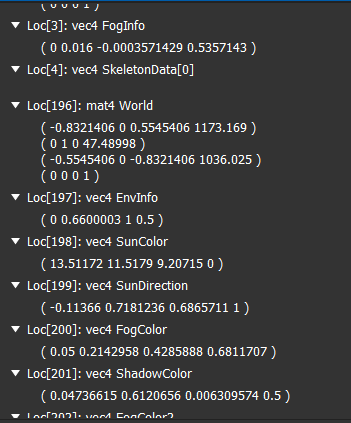 ( 0 0 0 1 )
Loc[3]: vec4 FogInfo
( 0 0.016 -0.0003571429 0.5357143 )
Loc[4]: vec4 SkeletonData[0]
Loc[196]: mat4 World
( -0.8321406 0 0.5545406 1173.169 )
( 0 1 0 47.48998 )
( -0.5545406 0 -0.8321406 1036.025 )
( 0 0 0 1 )
Loc[197]: vec4 EnvInfo
( 0 0.6600003 1 0.5 )
Loc[198]: vec4 SunColor
( 13.51172 11.5179 9.20715 0 )
Loc[199]: vec4 SunDirection
( -0.11366 0.7181236 0.6865711 1 )
Loc[200]: vec4 FogColor
( 0.05 0.2142958 0.4285888 0.6811707 )
Loc[201]: vec4 ShadowColor
( 0.04736615 0.6120656 0.006309574 0.5 )
Loc[202]: vec4 FogColor2